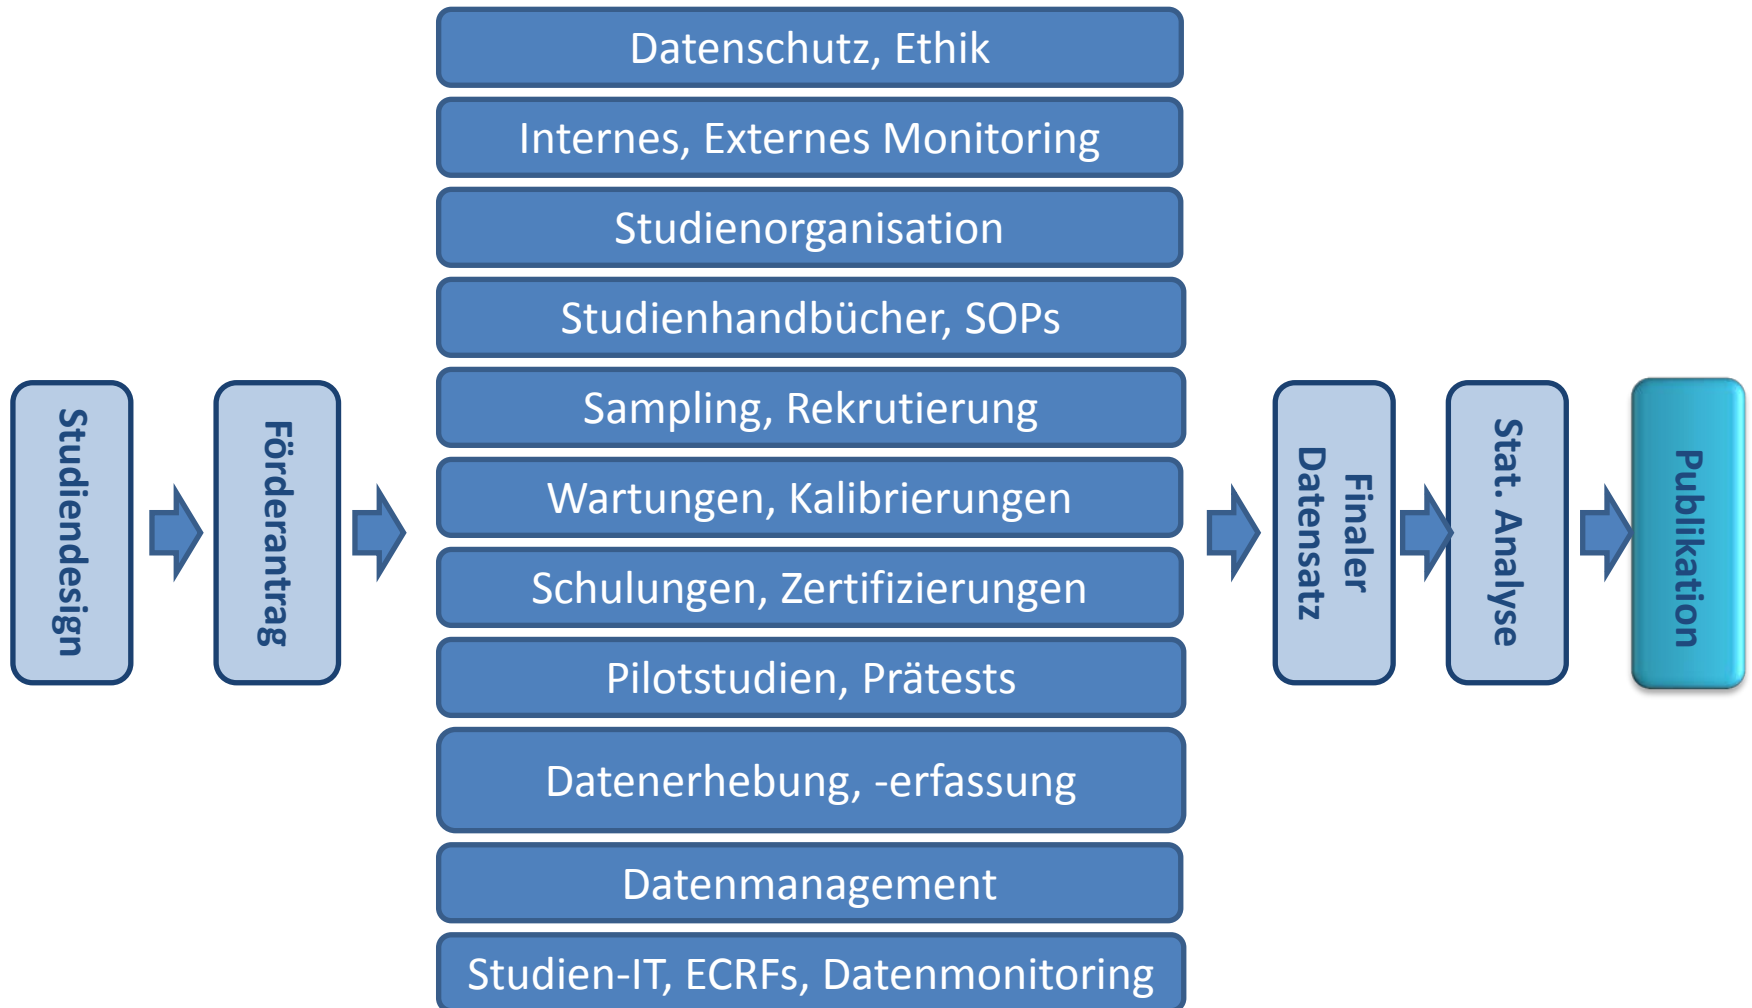 Studiendesign
Förderantrag
Datenschutz, Ethik
Internes, Externes Monitoring
Studienorganisation
Studienhandbücher, SOPs
Sampling, Rekrutierung
Wartungen, Kalibrierungen
Schulungen, Zertifizierungen
Pilotstudien, Prätests
Datenerhebung, -erfassung
Datenmanagement
Studien-IT, ECRFs, Datenmonitoring
Finaler
Datensatz
Stat. Analyse
Publikation